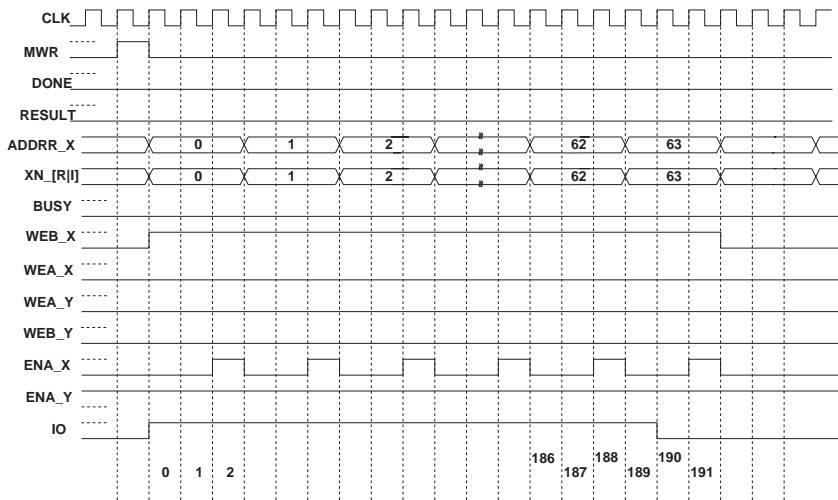 CLK
MWR
DONE
RESULT
ADDRR_X 0 1 2 62 63
XN_[R|I] 0 1 2 62 63
BUSY
WEB_X
WEA_X
WEA_Y
WEB_Y
ENA_X
ENA_Y
IO
0 1 2 186 187 188 189 190 191